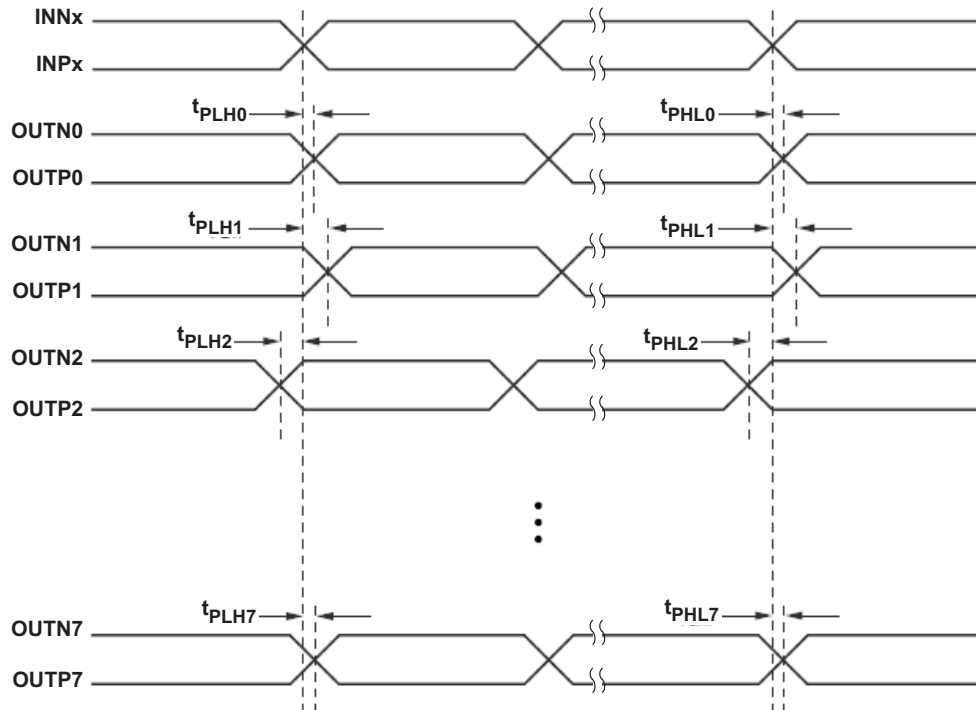 INNx
INPx
tPLH0
tPHL0
OUTN0
OUTP0
tPLH1
tPHL1
OUTN1
OUTP1
tPLH2
tPHL2
OUTN2
OUTP2
tPLH7
tPHL7
OUTN7
OUTP7